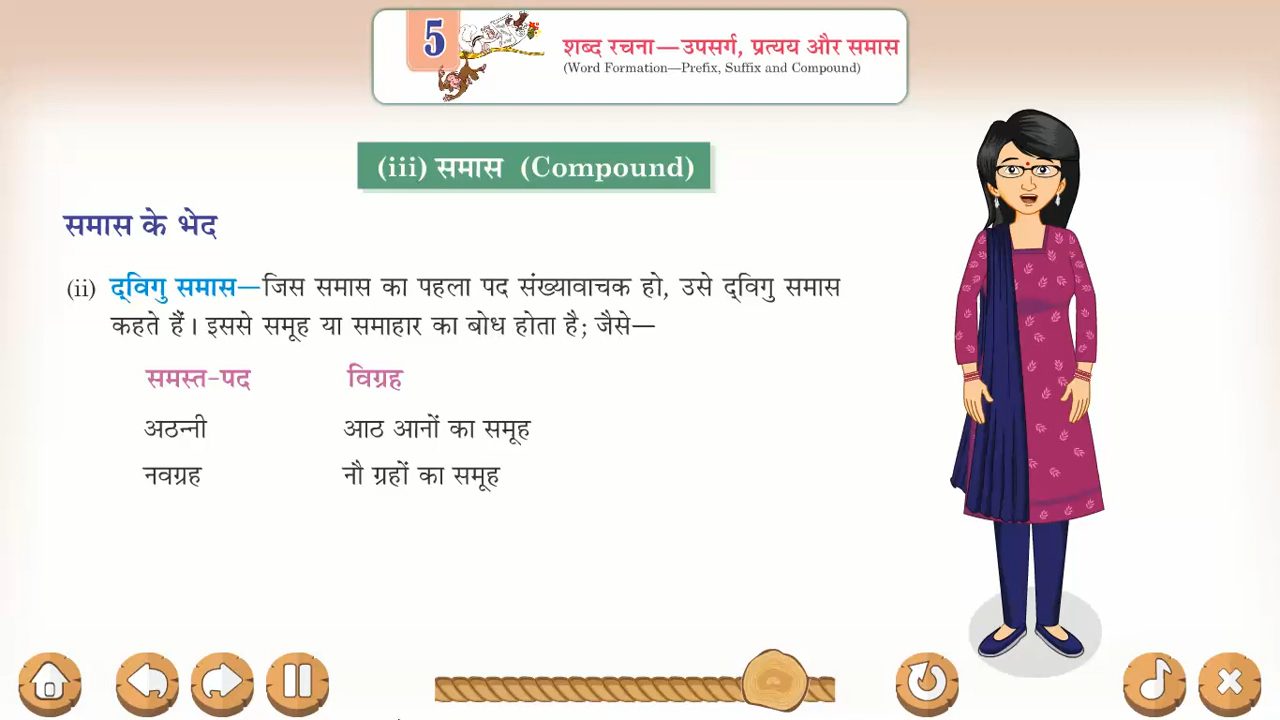 5
शब्द रचना—उपसर्ग, प्रत्यय और समास
(Word Formation—Prefix, Suffix and Compound)
(iii) समास (Compound)
समास के भेद
(ii) द्‌विगु समास—जिस समास का पहला पद संख्यावाचक हो, उसे द्‌विगु समास
कहते हैं। इससे समूह या समाहार का बोध होता है; जैसे—
समस्त-पद विग्रह
अठन्नी आठ आनों का समूह
नवग्रह नौ ग्रहों का समूह